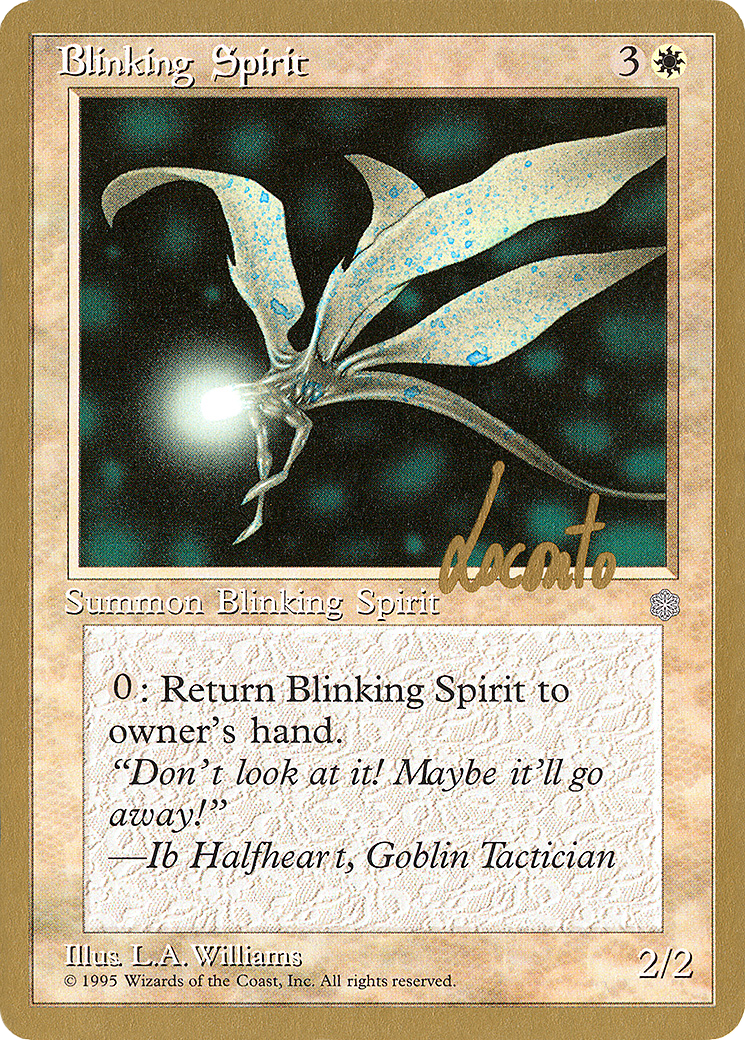 Blinking Spirit 3
Loconto
Summon Blinking Spirit
0: Return Blinking Spirit to
owner's hand.
“Don't look at it! Maybe it'll go
away!”
—Ib Halfheart, Goblin Tactician
Illus. L.A. Williams
2/2
© 1995 Wizards of the Coast, Inc. All rights reserved.